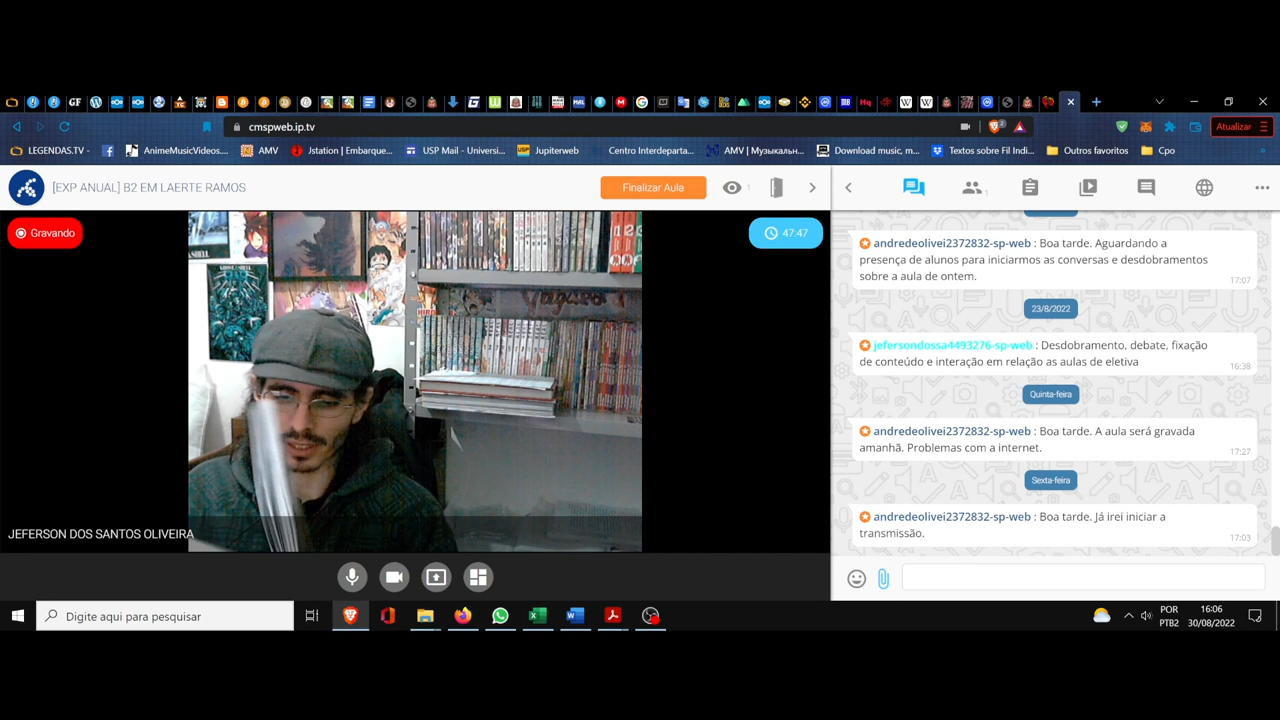 cmspweb.ip.tv
Atualizar
LEGENDAS.TV -
AnimeMusicVideos....
AMV
Jstation | Embarque...
USP Mail - Universi...
Jupiterweb
Centro Interdeparta...
AMV | Музыкальн...
Download music, m...
Textos sobre Fil Indi...
Outros favoritos
Cpo
[EXP ANUAL] B2 EM LAERTE RAMOS
Finalizar Aula
1
1
Gravando
47:47
JEFERSON DOS SANTOS OLIVEIRA
andredeolivei2372832-sp-web : Boa tarde. Aguardando a
presença de alunos para iniciarmos as conversas e desdobramentos
sobre a aula de ontem.
17:07
23/8/2022
jefersondossa4493276-sp-web : Desdobramento, debate, fixação
de conteúdo e interação em relação as aulas de eletiva
16:38
Quinta-feira
andredeolivei2372832-sp-web : Boa tarde. A aula será gravada
amanhã. Problemas com a internet.
17:27
Sexta-feira
andredeolivei2372832-sp-web : Boa tarde. Já irei iniciar a
transmissão.
17:03
Digite aqui para pesquisar
POR
PTB2
16:06
30/08/2022